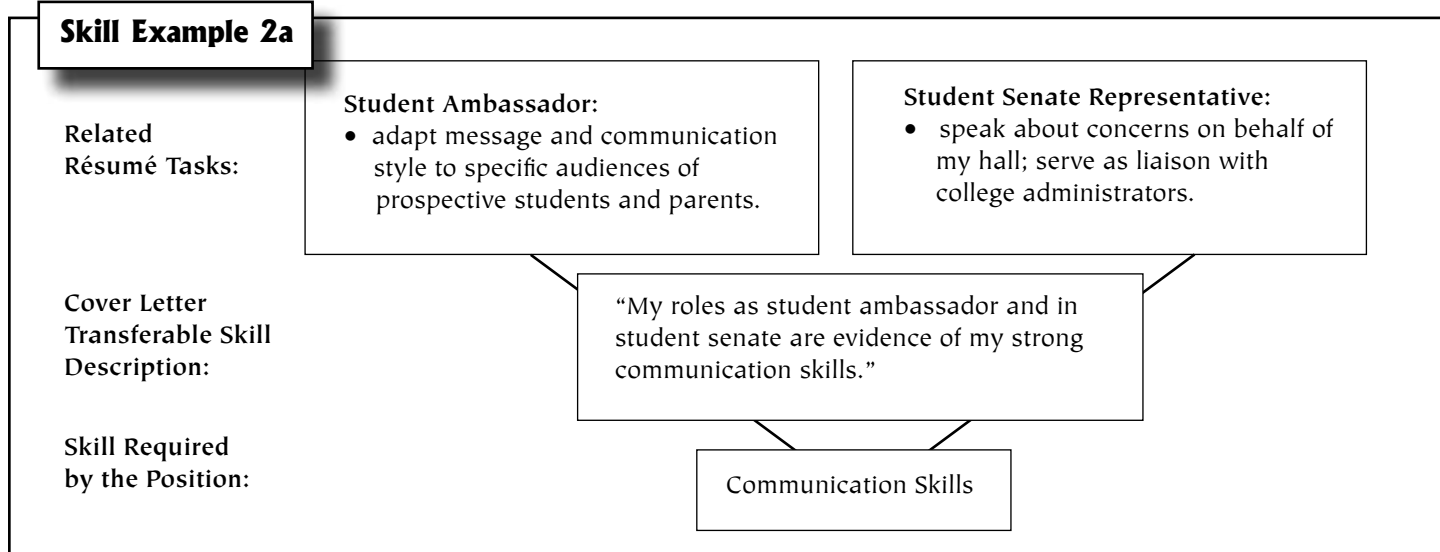 Skill Example 2a
Related
Résumé Tasks:
Student Ambassador:
• adapt message and communication
style to specific audiences of
prospective students and parents.
Student Senate Representative:
• speak about concerns on behalf of
my hall; serve as liaison with
college administrators.
Cover Letter
Transferable Skill
Description:
“My roles as student ambassador and in
student senate are evidence of my strong
communication skills.”
Skill Required
by the Position:
Communication Skills